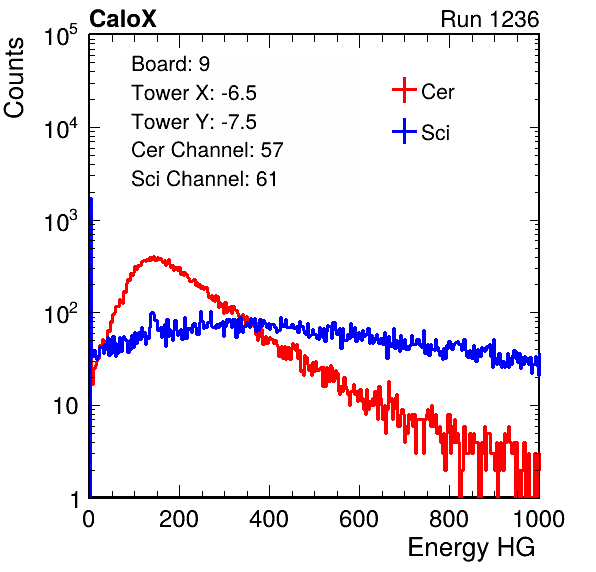 CaloX
Run 1236
Counts
10^5
10^4
10^3
10^2
10
1
Board: 9
Tower X: -6.5
Tower Y: -7.5
Cer Channel: 57
Sci Channel: 61
Cer
Sci
0 200 400 600 800 1000
Energy HG